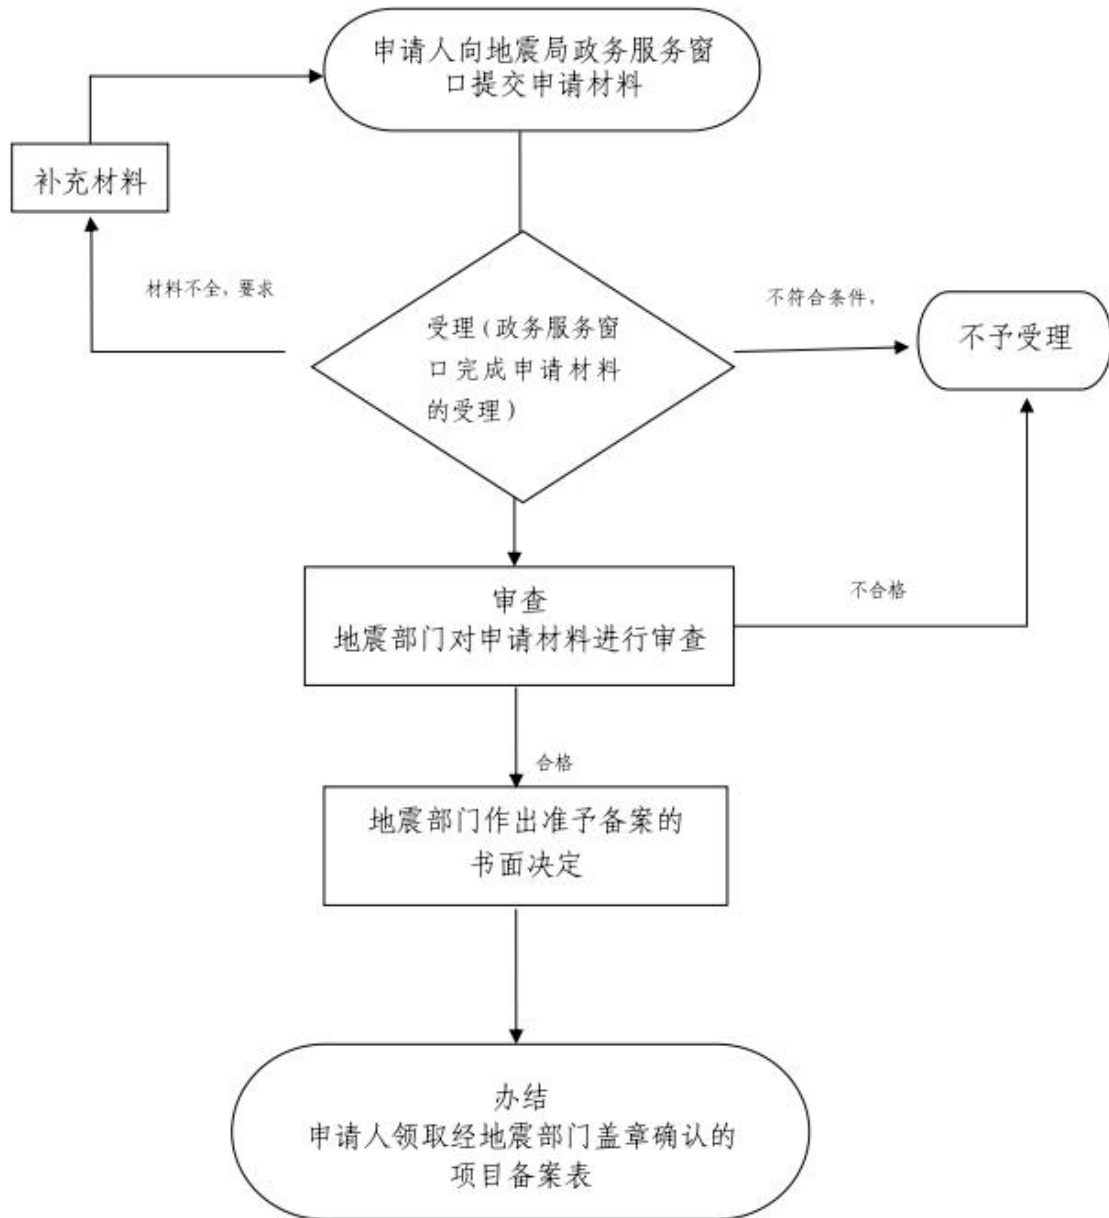 申请人向地震局政务服务窗
口提交申请材料
补充材料
材料不全，要求
不符合条件，
不予受理
受理（政务服务窗
口完成申请材料
的受理）
审查
地震部门对申请材料进行审查
不合格
合格
地震部门作出准予备案的
书面决定
办结
申请人领取经地震部门盖章确认的
项目备案表